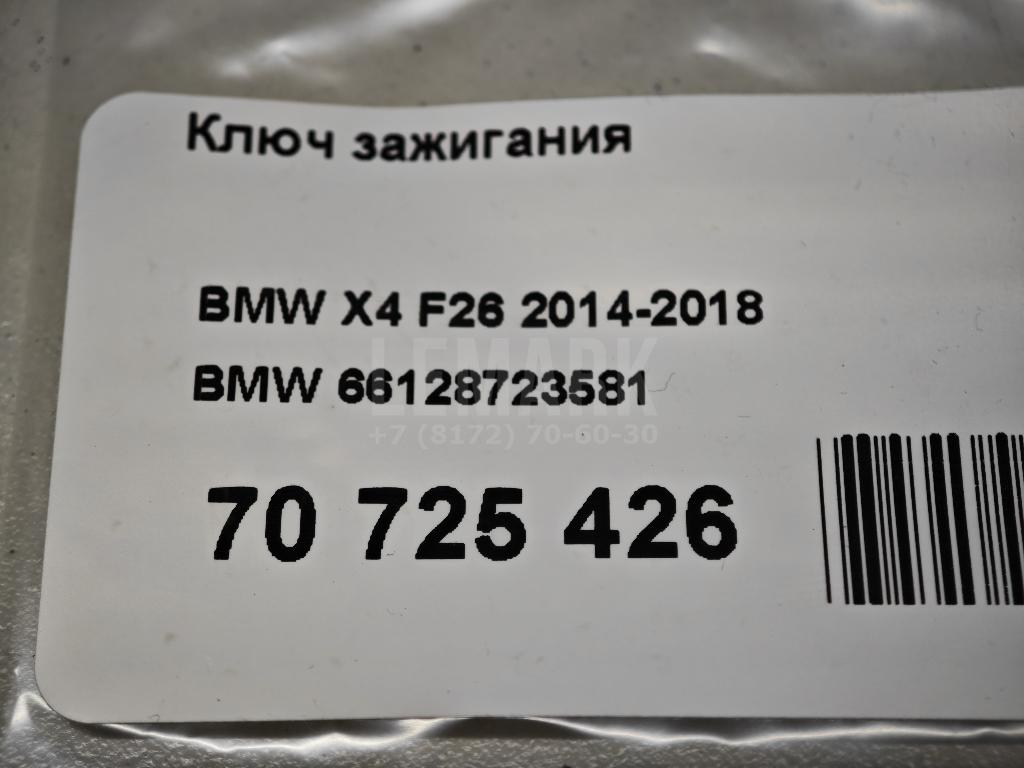 Ключ зажигания
BMW X4 F26 2014-2018
BMW 66128723581
LEMARK
+7 (8172) 70-60-30
70 725 426